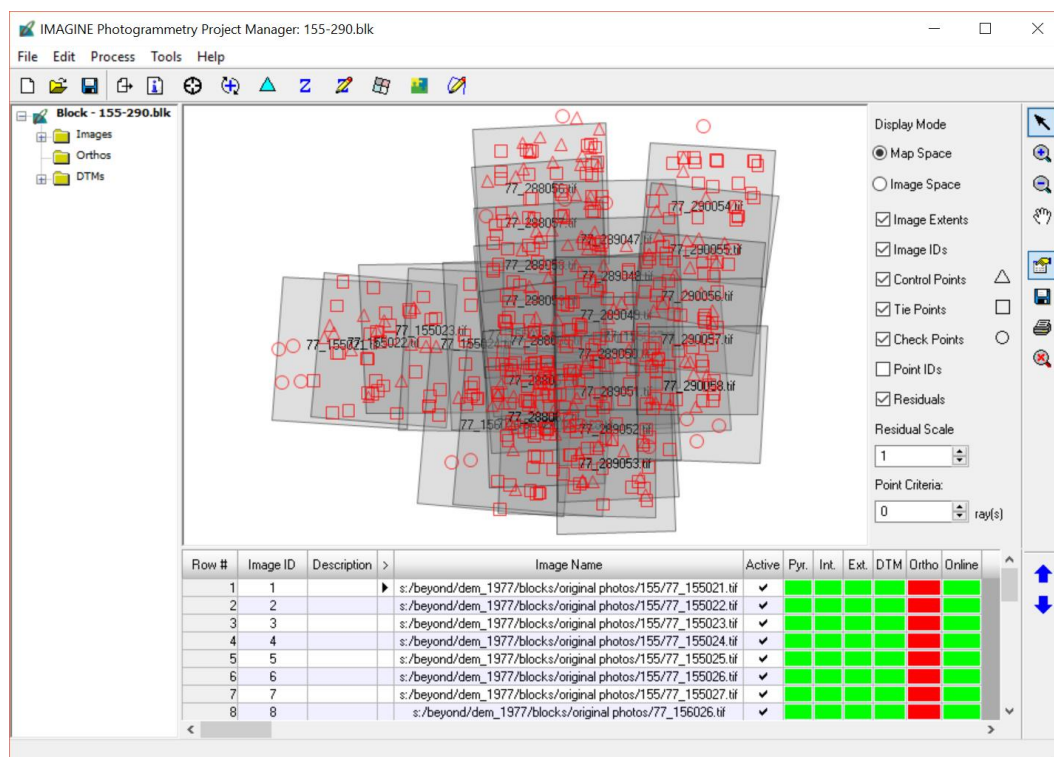 IMAGINE Photogrammetry Project Manager: 155-290.blk
File Edit Process Tools Help
Block - 155-290.blk
Images
Orthos
DTMs
77_288056.tif
77_290054.tif
77_288057.tif
77_289047.tif
77_290055.tif
77_289048.tif
77_290056.tif
77_289049.tif
77_155023.tif
77_290057.tif
77_289050
77_290058.tif
77_289051
77_289052.tif
77_289053.tif
Display Mode
Map Space
Image Space
Image Extents
Image IDs
Control Points
Tie Points
Check Points
Point IDs
Residuals
Residual Scale
1
Point Criteria:
0 ray(s)
Row # Image ID Description > Image Name Active Pyr. Int. Ext. DTM Ortho Online
1 1 s:/beyond/dem_1977/blocks/original photos/155/77_155021.tif
2 2 s:/beyond/dem_1977/blocks/original photos/155/77_155022.tif
3 3 s:/beyond/dem_1977/blocks/original photos/155/77_155023.tif
4 4 s:/beyond/dem_1977/blocks/original photos/155/77_155024.tif
5 5 s:/beyond/dem_1977/blocks/original photos/155/77_155025.tif
6 6 s:/beyond/dem_1977/blocks/original photos/155/77_155026.tif
7 7 s:/beyond/dem_1977/blocks/original photos/155/77_155027.tif
8 8 s:/beyond/dem_1977/blocks/original photos/77_156026.tif